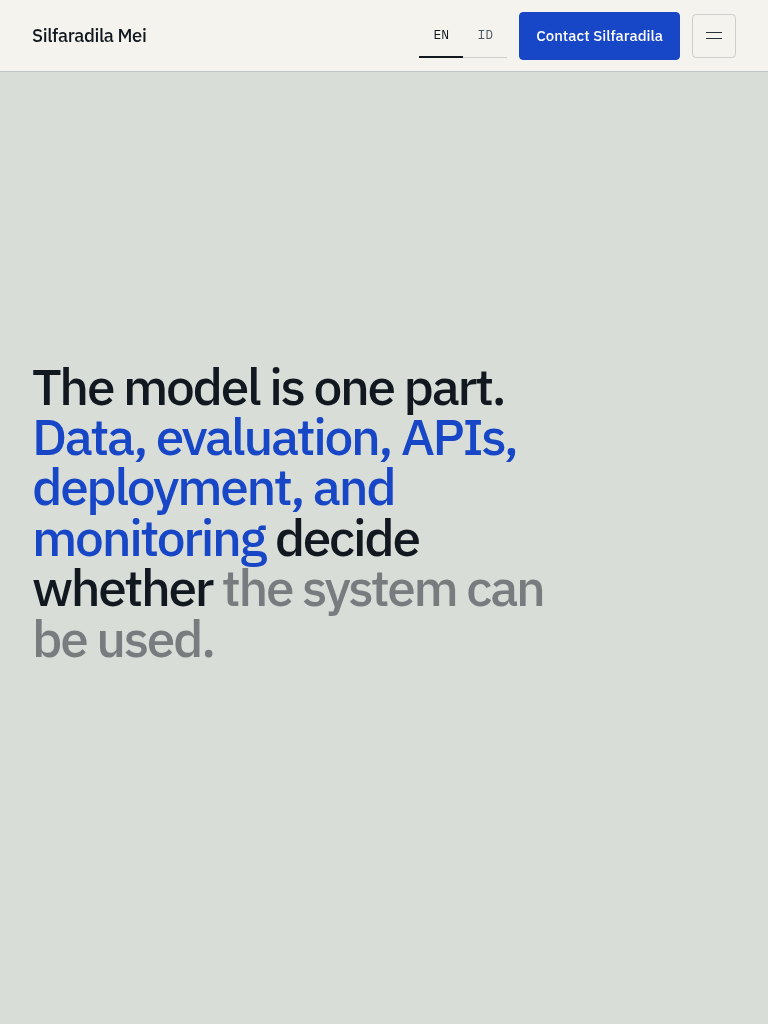 Silfaradila Mei
EN
ID
Contact Silfaradila
The model is one part.
Data, evaluation, APIs,
deployment, and
monitoring decide
whether the system can
be used.